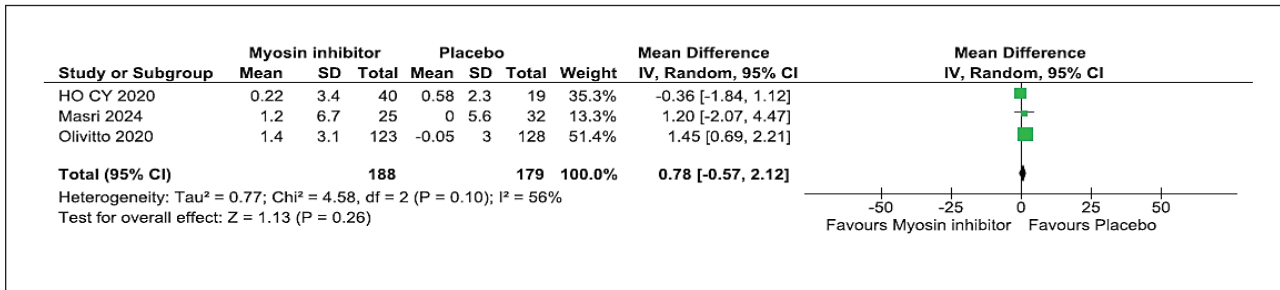 Myosin inhibitor Placebo Mean Difference Mean Difference
Study or Subgroup Mean SD Total Mean SD Total Weight IV, Random, 95% CI IV, Random, 95% CI
HO CY 2020 0.22 3.4 40 0.58 2.3 19 35.3% -0.36 [-1.84, 1.12]
Masri 2024 1.2 6.7 25 0 5.6 32 13.3% 1.20 [-2.07, 4.47]
Olivitto 2020 1.4 3.1 123 -0.05 3 128 51.4% 1.45 [0.69, 2.21]
Total (95% CI) 188 179 100.0% 0.78 [-0.57, 2.12]
Heterogeneity: Tau² = 0.77; Chi² = 4.58, df = 2 (P = 0.10); I² = 56%
Test for overall effect: Z = 1.13 (P = 0.26)
-50 -25 0 25 50
Favours Myosin inhibitor Favours Placebo